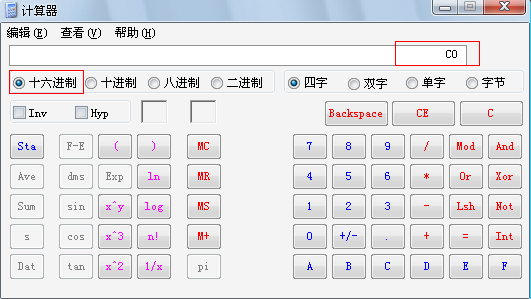 计算器
编辑(E) 查看(V) 帮助(H)
C0
十六进制 十进制 八进制 二进制 四字 双字 单字 字节
Inv Hyp Backspace CE C
Sta F-E ( ) MC 7 8 9 / Mod And
Ave dms Exp ln MR 4 5 6 * Or Xor
Sum sin x^y log MS 1 2 3 - Lsh Not
s cos x^3 n! M+ 0 +/- . + = Int
Dat tan x^2 1/x pi A B C D E F